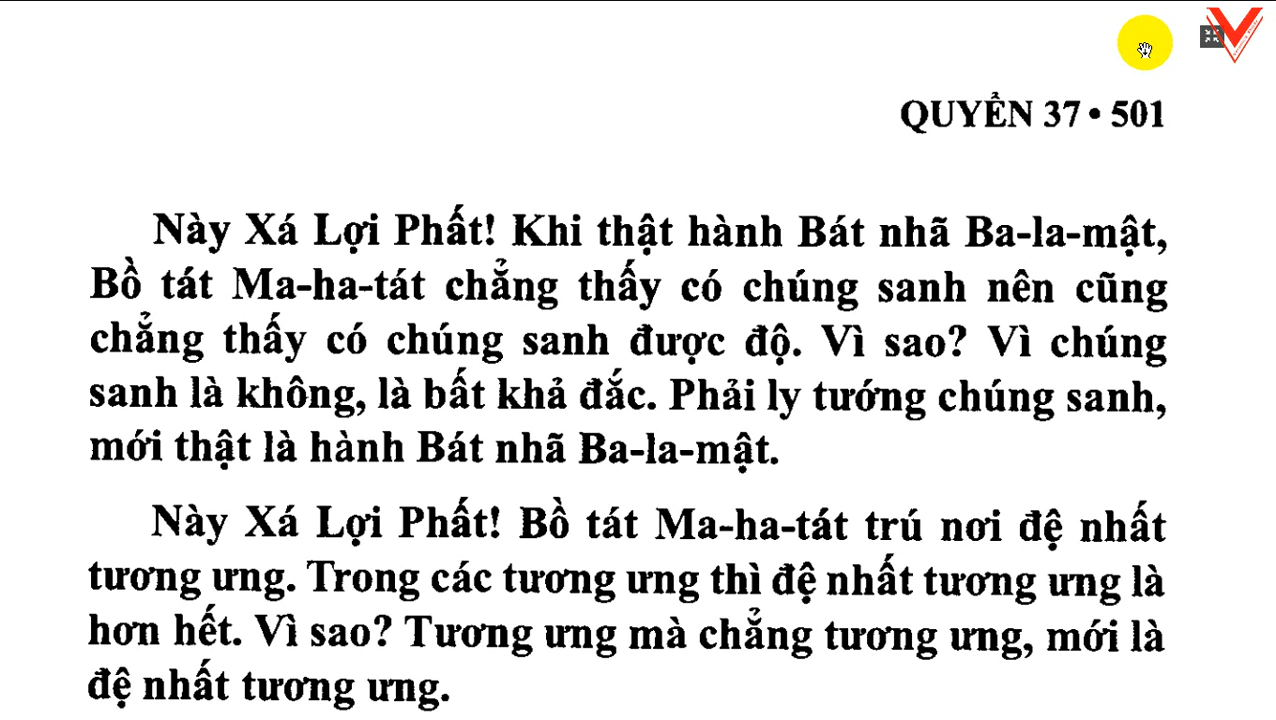 QUYỂN 37 • 501
Này Xá Lợi Phất! Khi thật hành Bát nhã Ba-la-mật,
Bồ tát Ma-ha-tát chẳng thấy có chúng sanh nên cũng
chẳng thấy có chúng sanh được độ. Vì sao? Vì chúng
sanh là không, là bất khả đắc. Phải ly tướng chúng sanh,
mới thật là hành Bát nhã Ba-la-mật.
Này Xá Lợi Phất! Bồ tát Ma-ha-tát trú nơi đệ nhất
tương ưng. Trong các tương ưng thì đệ nhất tương ưng là
hơn hết. Vì sao? Tương ưng mà chẳng tương ưng, mới là
đệ nhất tương ưng.